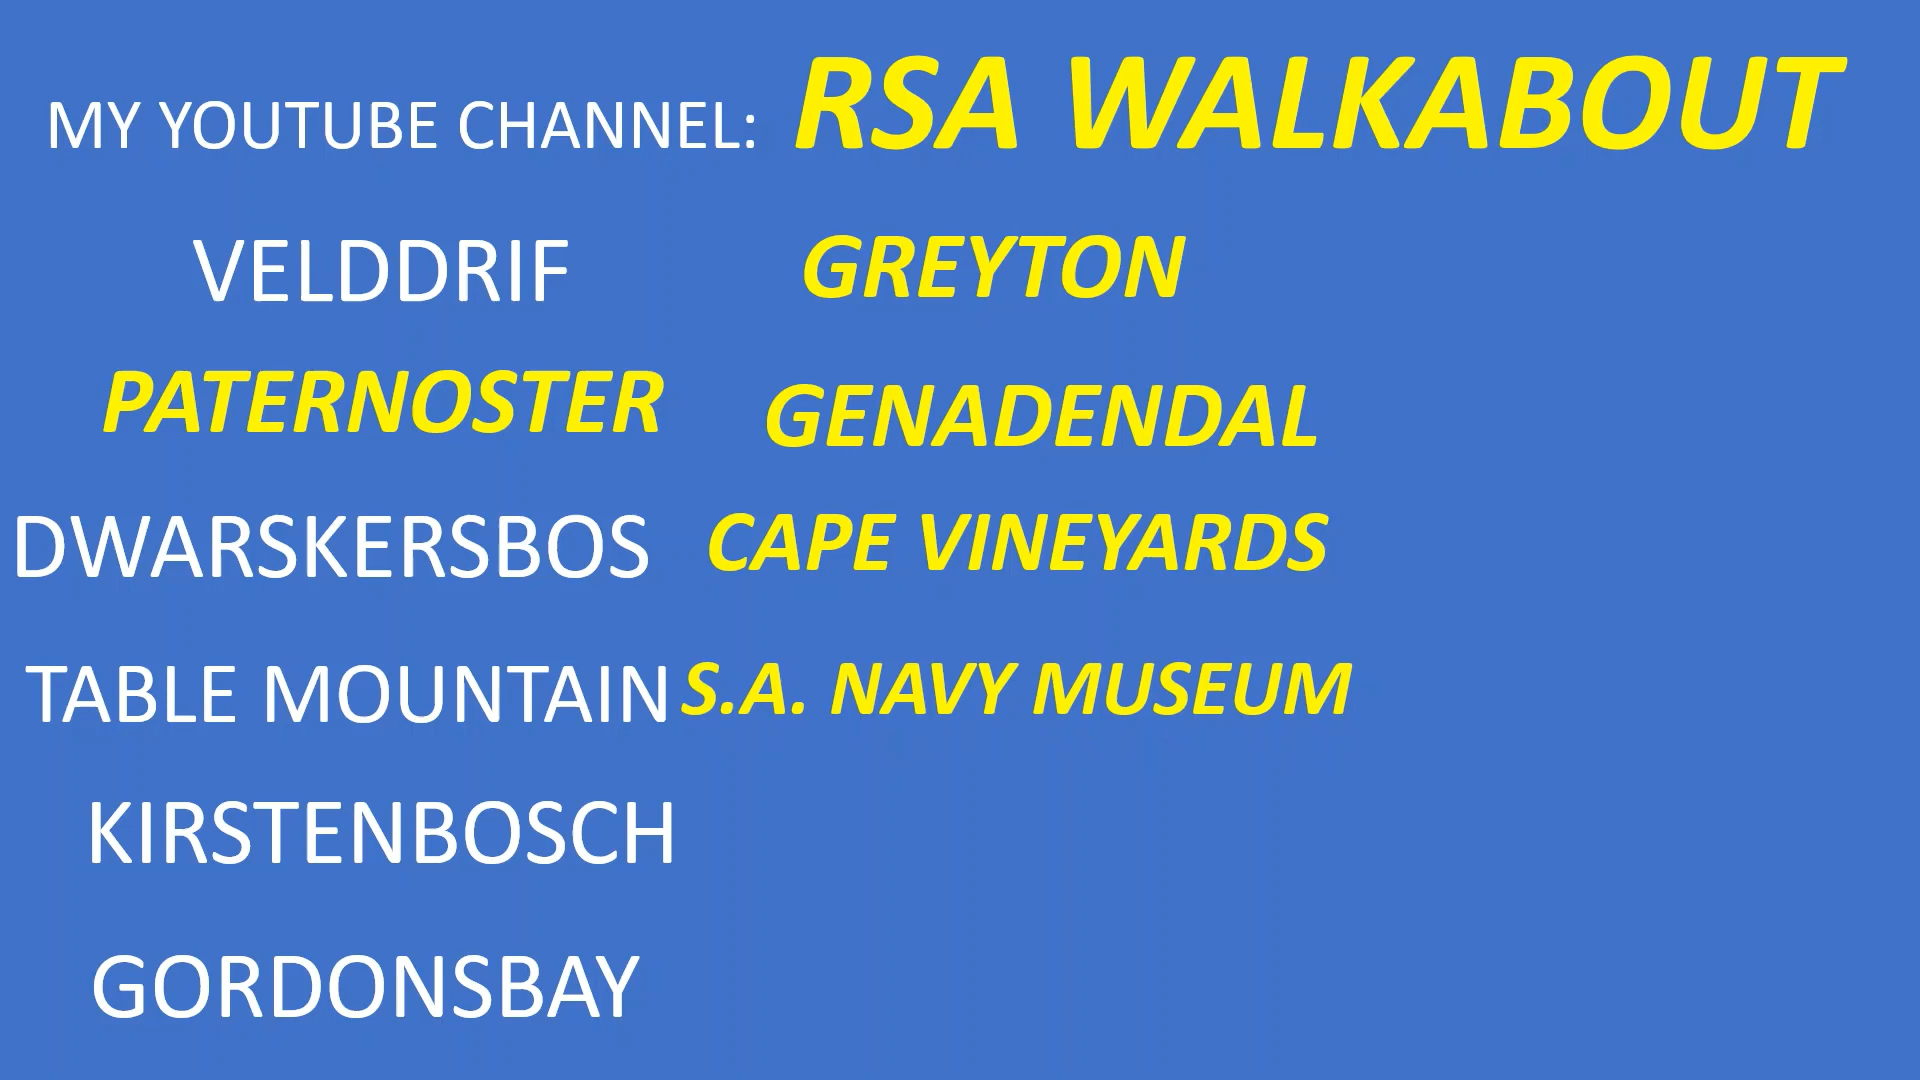 MY YOUTUBE CHANNEL: RSA WALKABOUT
VELDDRIF
PATERNOSTER
DWARSKERSBOS
TABLE MOUNTAIN
KIRSTENBOSCH
GORDONSBAY
GREYTON
GENADENDAL
CAPE VINEYARDS
S.A. NAVY MUSEUM